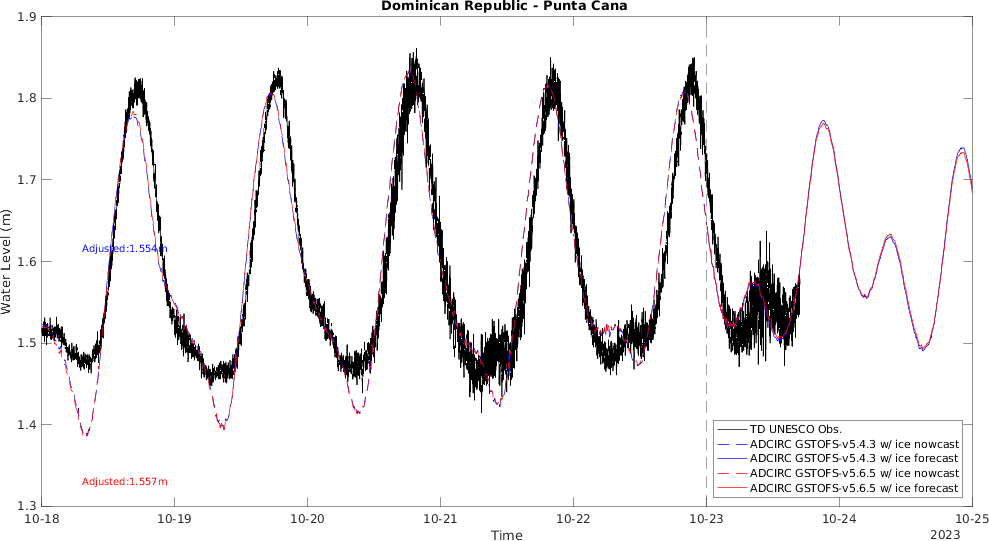 Dominican Republic - Punta Cana
Water Level (m)
1.9
1.8
1.7
1.6
1.5
1.4
1.3
Adjusted:1.554m
Adjusted:1.557m
TD UNESCO Obs.
ADCIRC GSTOFS-v5.4.3 w/ ice nowcast
ADCIRC GSTOFS-v5.4.3 w/ ice forecast
ADCIRC GSTOFS-v5.6.5 w/ ice nowcast
ADCIRC GSTOFS-v5.6.5 w/ ice forecast
10-18 10-19 10-20 10-21 10-22 10-23 10-24 10-25
Time
2023